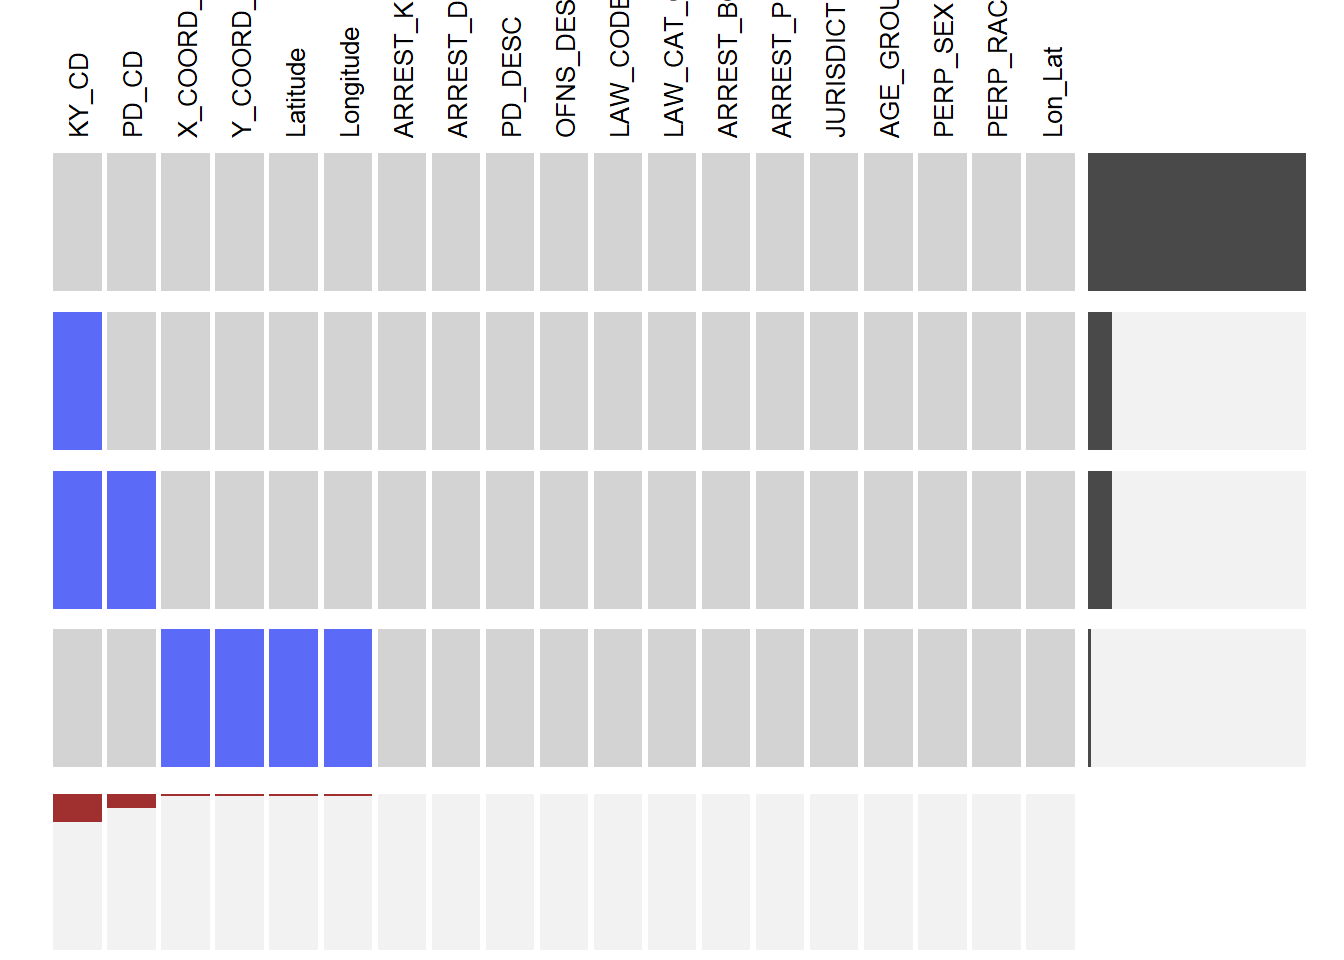 KY_CD
PD_CD
X_COORD_
Y_COORD_
Latitude
Longitude
ARREST_K
ARREST_D
PD_DESC
OFNS_DES
LAW_CODE
LAW_CAT_
ARREST_B
ARREST_P
JURISDICT
AGE_GROU
PERP_SEX
PERP_RAC
Lon_Lat